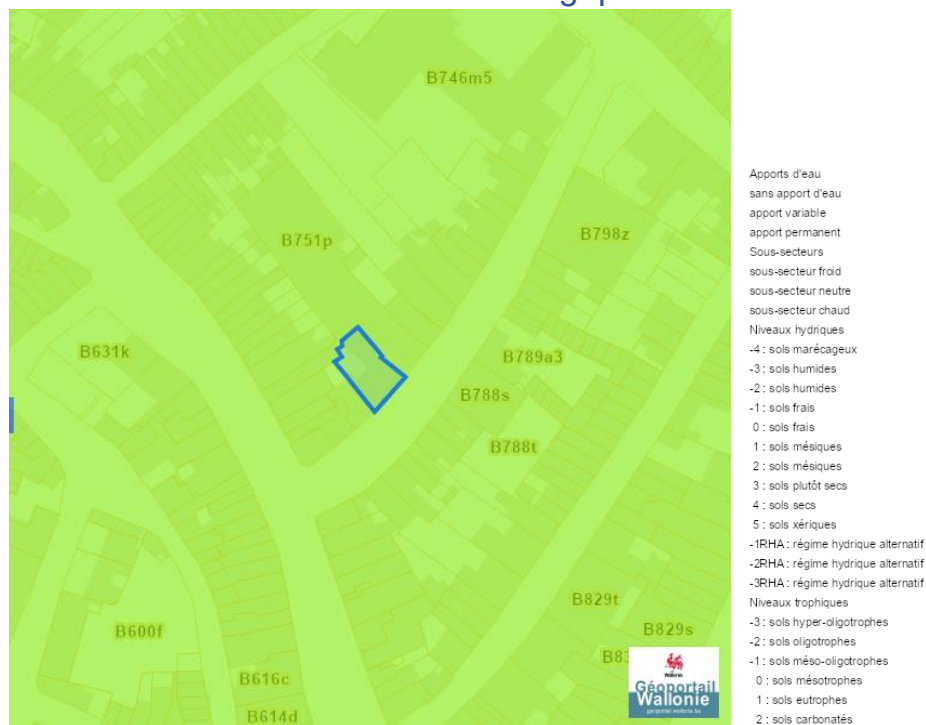 B746m5
B751p
B798z
B631k
B789a3
B788s
B788t
B829t
B600f
B829s
B83
B616c
B614d
Wallonie
Géoportail
Wallonie
geoportail.wallonie.be
Apports d'eau
sans apport d'eau
apport variable
apport permanent
Sous-secteurs
sous-secteur froid
sous-secteur neutre
sous-secteur chaud
Niveaux hydriques
-4 : sols marécageux
-3 : sols humides
-2 : sols humides
-1 : sols frais
0 : sols frais
1 : sols mésiques
2 : sols mésiques
3 : sols plutôt secs
4 : sols secs
5 : sols xériques
-1RHA : régime hydrique alternatif
-2RHA : régime hydrique alternatif
-3RHA : régime hydrique alternatif
Niveaux trophiques
-3 : sols hyper-oligotrophes
-2 : sols oligotrophes
-1 : sols méso-oligotrophes
0 : sols mésotrophes
1 : sols eutrophes
2 : sols carbonatés